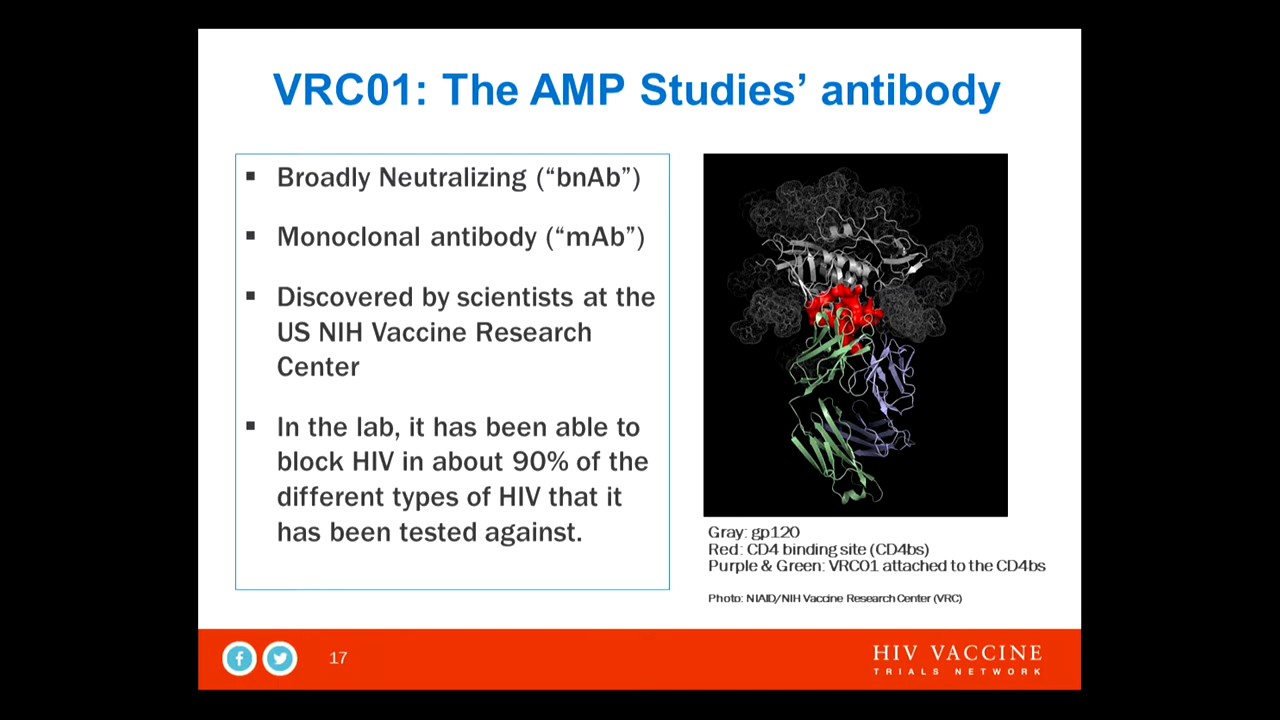 VRC01: The AMP Studies’ antibody
▪ Broadly Neutralizing (“bnAb”)
▪ Monoclonal antibody (“mAb”)
▪ Discovered by scientists at the
US NIH Vaccine Research
Center
▪ In the lab, it has been able to
block HIV in about 90% of the
different types of HIV that it
has been tested against.
Gray: gp120
Red: CD4 binding site (CD4bs)
Purple & Green: VRC01 attached to the CD4bs
Photo: NIAID/NIH Vaccine Research Center (VRC)
17
HIV VACCINE
TRIALS NETWORK